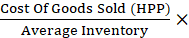 Cost Of Goods Sold (HPP)
Average Inventory
×